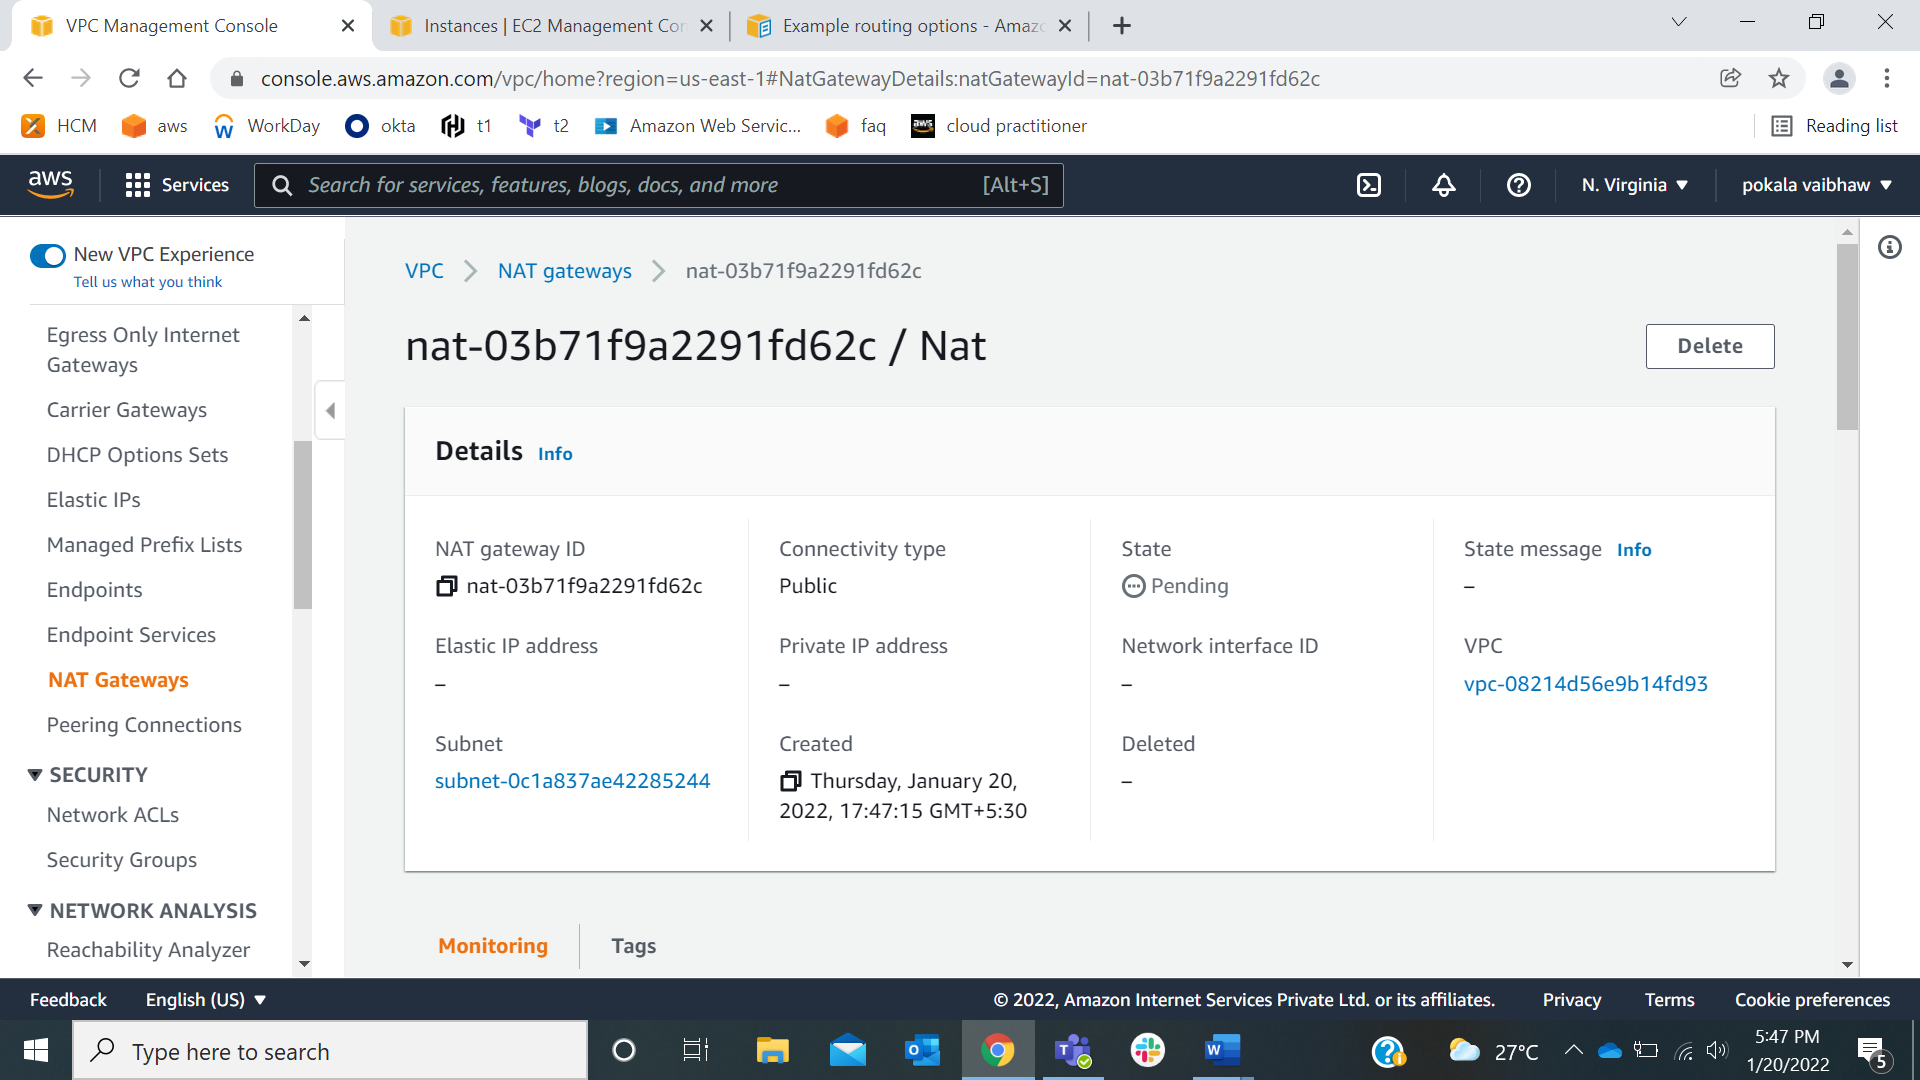 VPC Management Console
Instances | EC2 Management Cor
Example routing options - Amazo
console.aws.amazon.com/vpc/home?region=us-east-1#NatGatewayDetails:natGatewayId=nat-03b71f9a2291fd62c
HCM
aws
WorkDay
okta
t1
t2
Amazon Web Servic...
faq
aws
cloud practitioner
Reading list
aws
Services
Search for services, features, blogs, docs, and more
[Alt+S]
N. Virginia
pokala vaibhaw
New VPC Experience
Tell us what you think
Egress Only Internet
Gateways
Carrier Gateways
DHCP Options Sets
Elastic IPs
Managed Prefix Lists
Endpoints
Endpoint Services
NAT Gateways
Peering Connections
SECURITY
Network ACLs
Security Groups
NETWORK ANALYSIS
Reachability Analyzer
VPC
NAT gateways
nat-03b71f9a2291fd62c
nat-03b71f9a2291fd62c / Nat
Delete
Details Info
NAT gateway ID
nat-03b71f9a2291fd62c
Connectivity type
Public
State
Pending
State message Info
–
Elastic IP address
–
Private IP address
–
Network interface ID
–
VPC
vpc-08214d56e9b14fd93
Subnet
subnet-0c1a837ae42285244
Created
Thursday, January 20,
2022, 17:47:15 GMT+5:30
Deleted
–
Monitoring
Tags
Feedback
English (US)
© 2022, Amazon Internet Services Private Ltd. or its affiliates.
Privacy
Terms
Cookie preferences
Type here to search
27°C
5:47 PM
1/20/2022
5